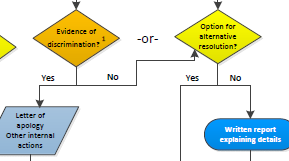 Evidence of
discrimination? 1
-or-
Option for
alternative
resolution?
Yes
No
Yes
No
Letter of
apology
Other internal
actions
Written report
explaining details